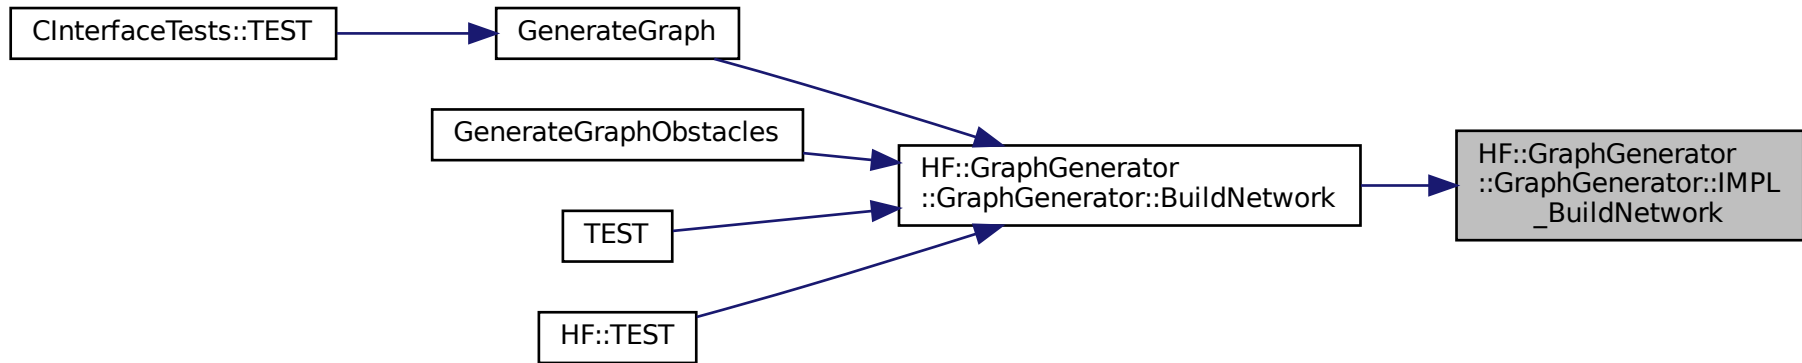 CInterfaceTests::TEST
GenerateGraph
GenerateGraphObstacles
TEST
HF::TEST
HF::GraphGenerator
::GraphGenerator::BuildNetwork
HF::GraphGenerator
::GraphGenerator::IMPL
_BuildNetwork